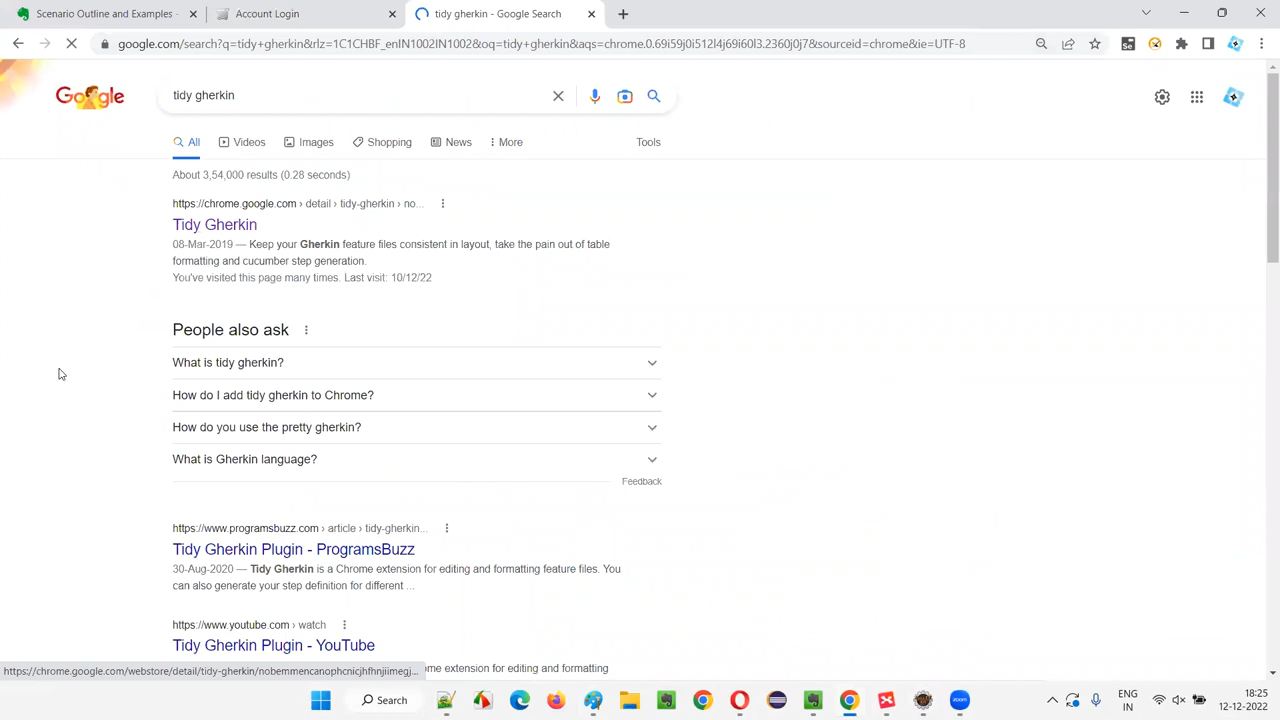 Scenario Outline and Examples
Account Login
tidy gherkin - Google Search
google.com/search?q=tidy+gherkin&rlz=1C1CHBF_enIN1002IN1002&oq=tidy+gherkin&aqs=chrome.0.69i59j0i512l4j69i60l3.2360j0j7&sourceid=chrome&ie=UTF-8
Google
tidy gherkin
All
Videos
Images
Shopping
News
More
Tools
About 3,54,000 results (0.28 seconds)
https://chrome.google.com › detail › tidy-gherkin › no...
Tidy Gherkin
08-Mar-2019 — Keep your Gherkin feature files consistent in layout, take the pain out of table
formatting and cucumber step generation.
You've visited this page many times. Last visit: 10/12/22
People also ask
What is tidy gherkin?
How do I add tidy gherkin to Chrome?
How do you use the pretty gherkin?
What is Gherkin language?
Feedback
https://www.programsbuzz.com › article › tidy-gherkin...
Tidy Gherkin Plugin - ProgramsBuzz
30-Aug-2020 — Tidy Gherkin is a Chrome extension for editing and formatting feature files. You
can also generate your step definition for different ...
https://www.youtube.com › watch
Tidy Gherkin Plugin - YouTube
me extension for editing and formatting
https://chrome.google.com/webstore/detail/tidy-gherkin/nobemmencanophcnicjhfhnjiimegj...
Search
ENG
IN
18:25
12-12-2022